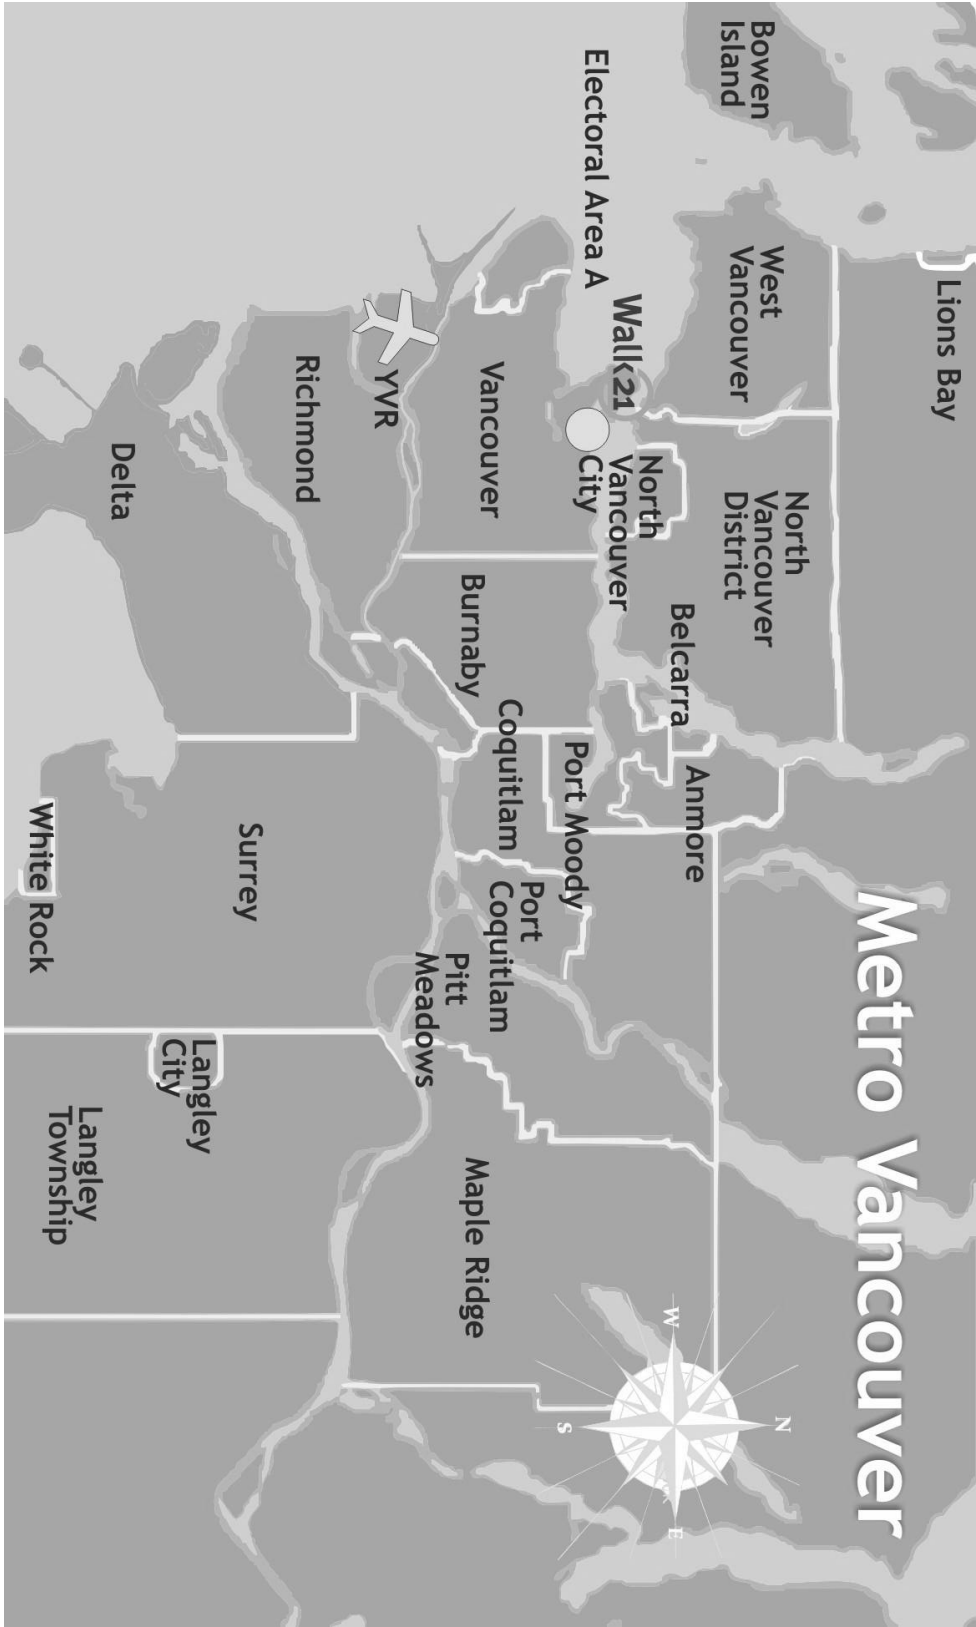 Metro Vancouver
Lions Bay
Bowen
Island
West
Vancouver
North
Vancouver
District
Electoral Area A
Walk21
North
Vancouver
City
Belcarra
Anmore
Vancouver
Burnaby
Coquitlam
Port Moody
Port
Coquitlam
Pitt
Meadows
Maple Ridge
YVR
Richmond
Delta
Surrey
White Rock
Langley
City
Langley
Township
N
W
E
S